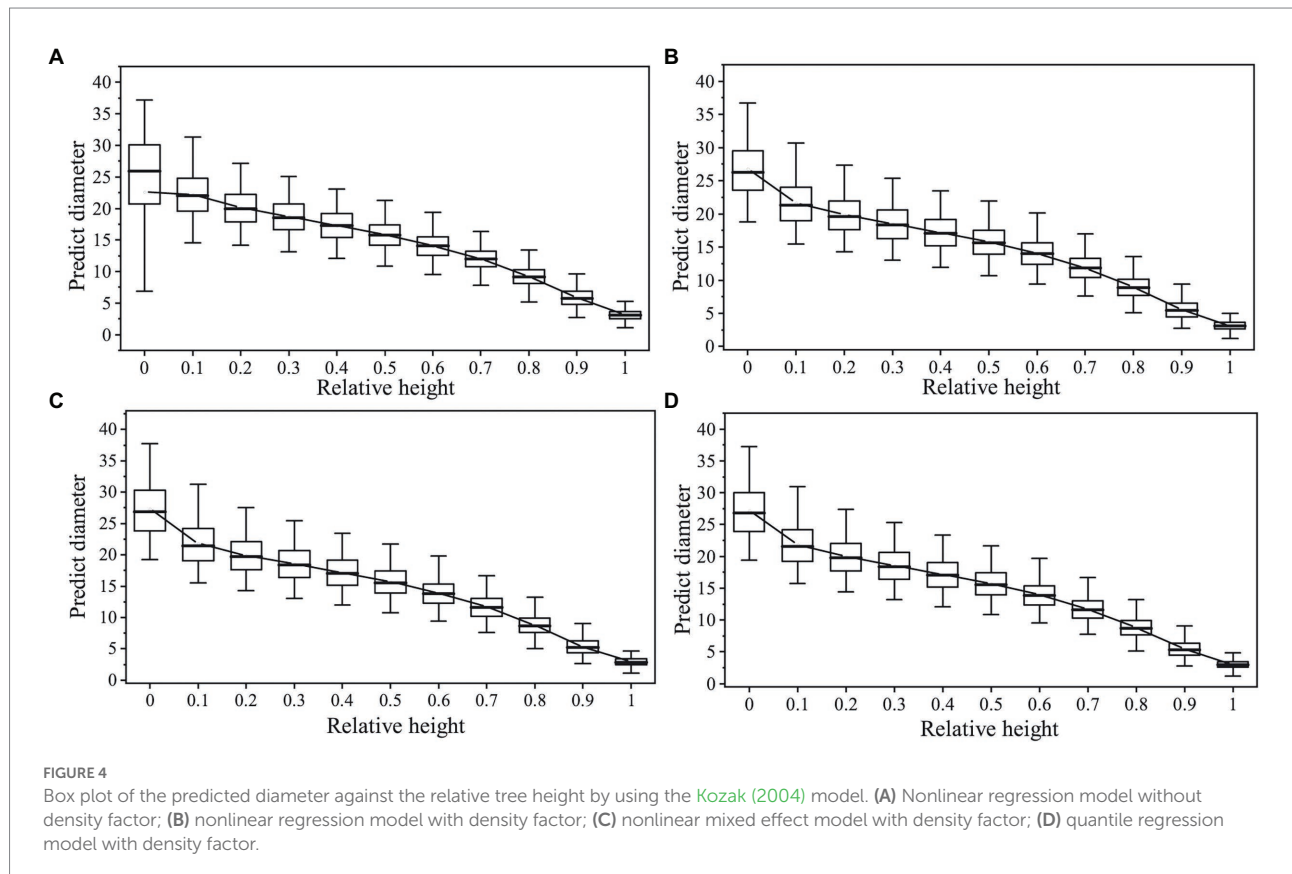 A
40
35
30
25
20
15
10
5
0
Predict diameter
0 0.1 0.2 0.3 0.4 0.5 0.6 0.7 0.8 0.9 1
Relative height
B
40
35
30
25
20
15
10
5
0
Predict diameter
0 0.1 0.2 0.3 0.4 0.5 0.6 0.7 0.8 0.9 1
Relative height
C
40
35
30
25
20
15
10
5
0
Predict diameter
0 0.1 0.2 0.3 0.4 0.5 0.6 0.7 0.8 0.9 1
Relative height
D
40
35
30
25
20
15
10
5
0
Predict diameter
0 0.1 0.2 0.3 0.4 0.5 0.6 0.7 0.8 0.9 1
Relative height
FIGURE 4
Box plot of the predicted diameter against the relative tree height by using the Kozak (2004) model. (A) Nonlinear regression model without
density factor; (B) nonlinear regression model with density factor; (C) nonlinear mixed effect model with density factor; (D) quantile regression
model with density factor.